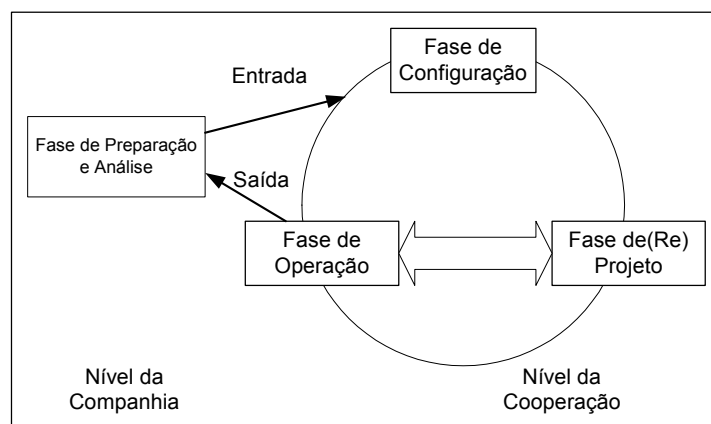 Fase de
Configuração
Entrada
Fase de Preparação
e Análise
Saída
Fase de
Operação
Fase de(Re)
Projeto
Nível da
Companhia
Nível da
Cooperação